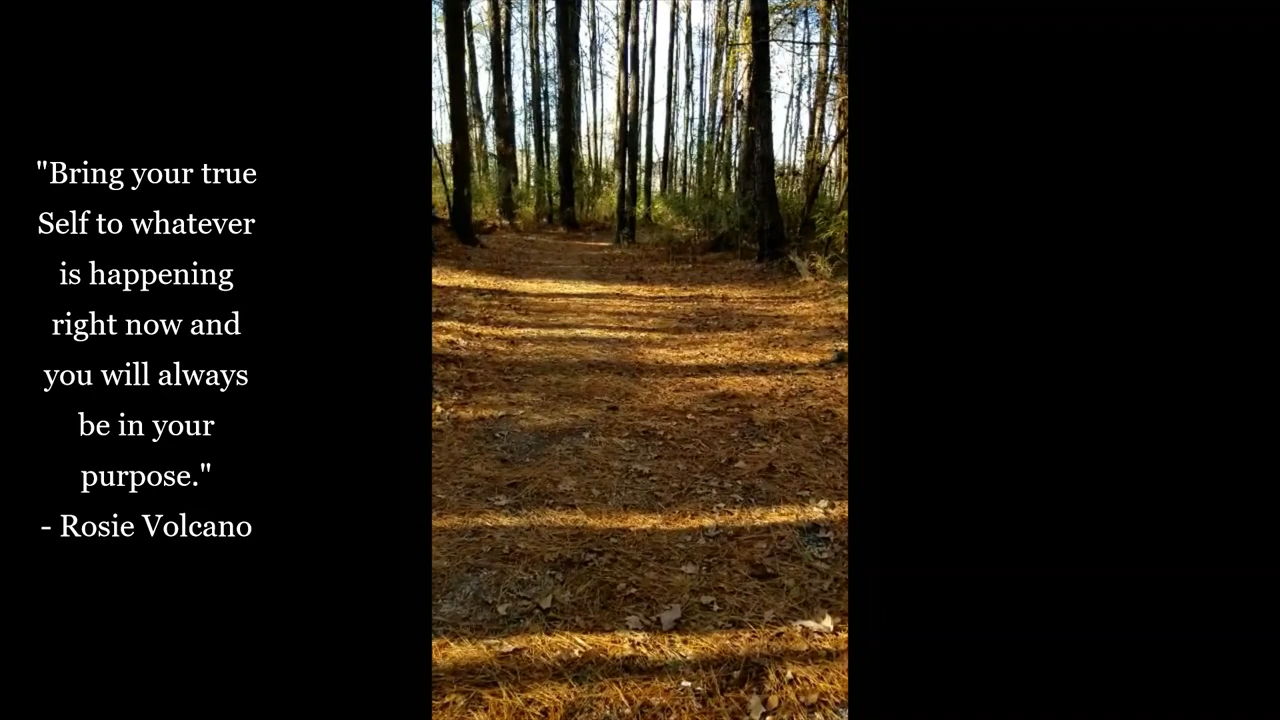 "Bring your true
Self to whatever
is happening
right now and
you will always
be in your
purpose."
- Rosie Volcano